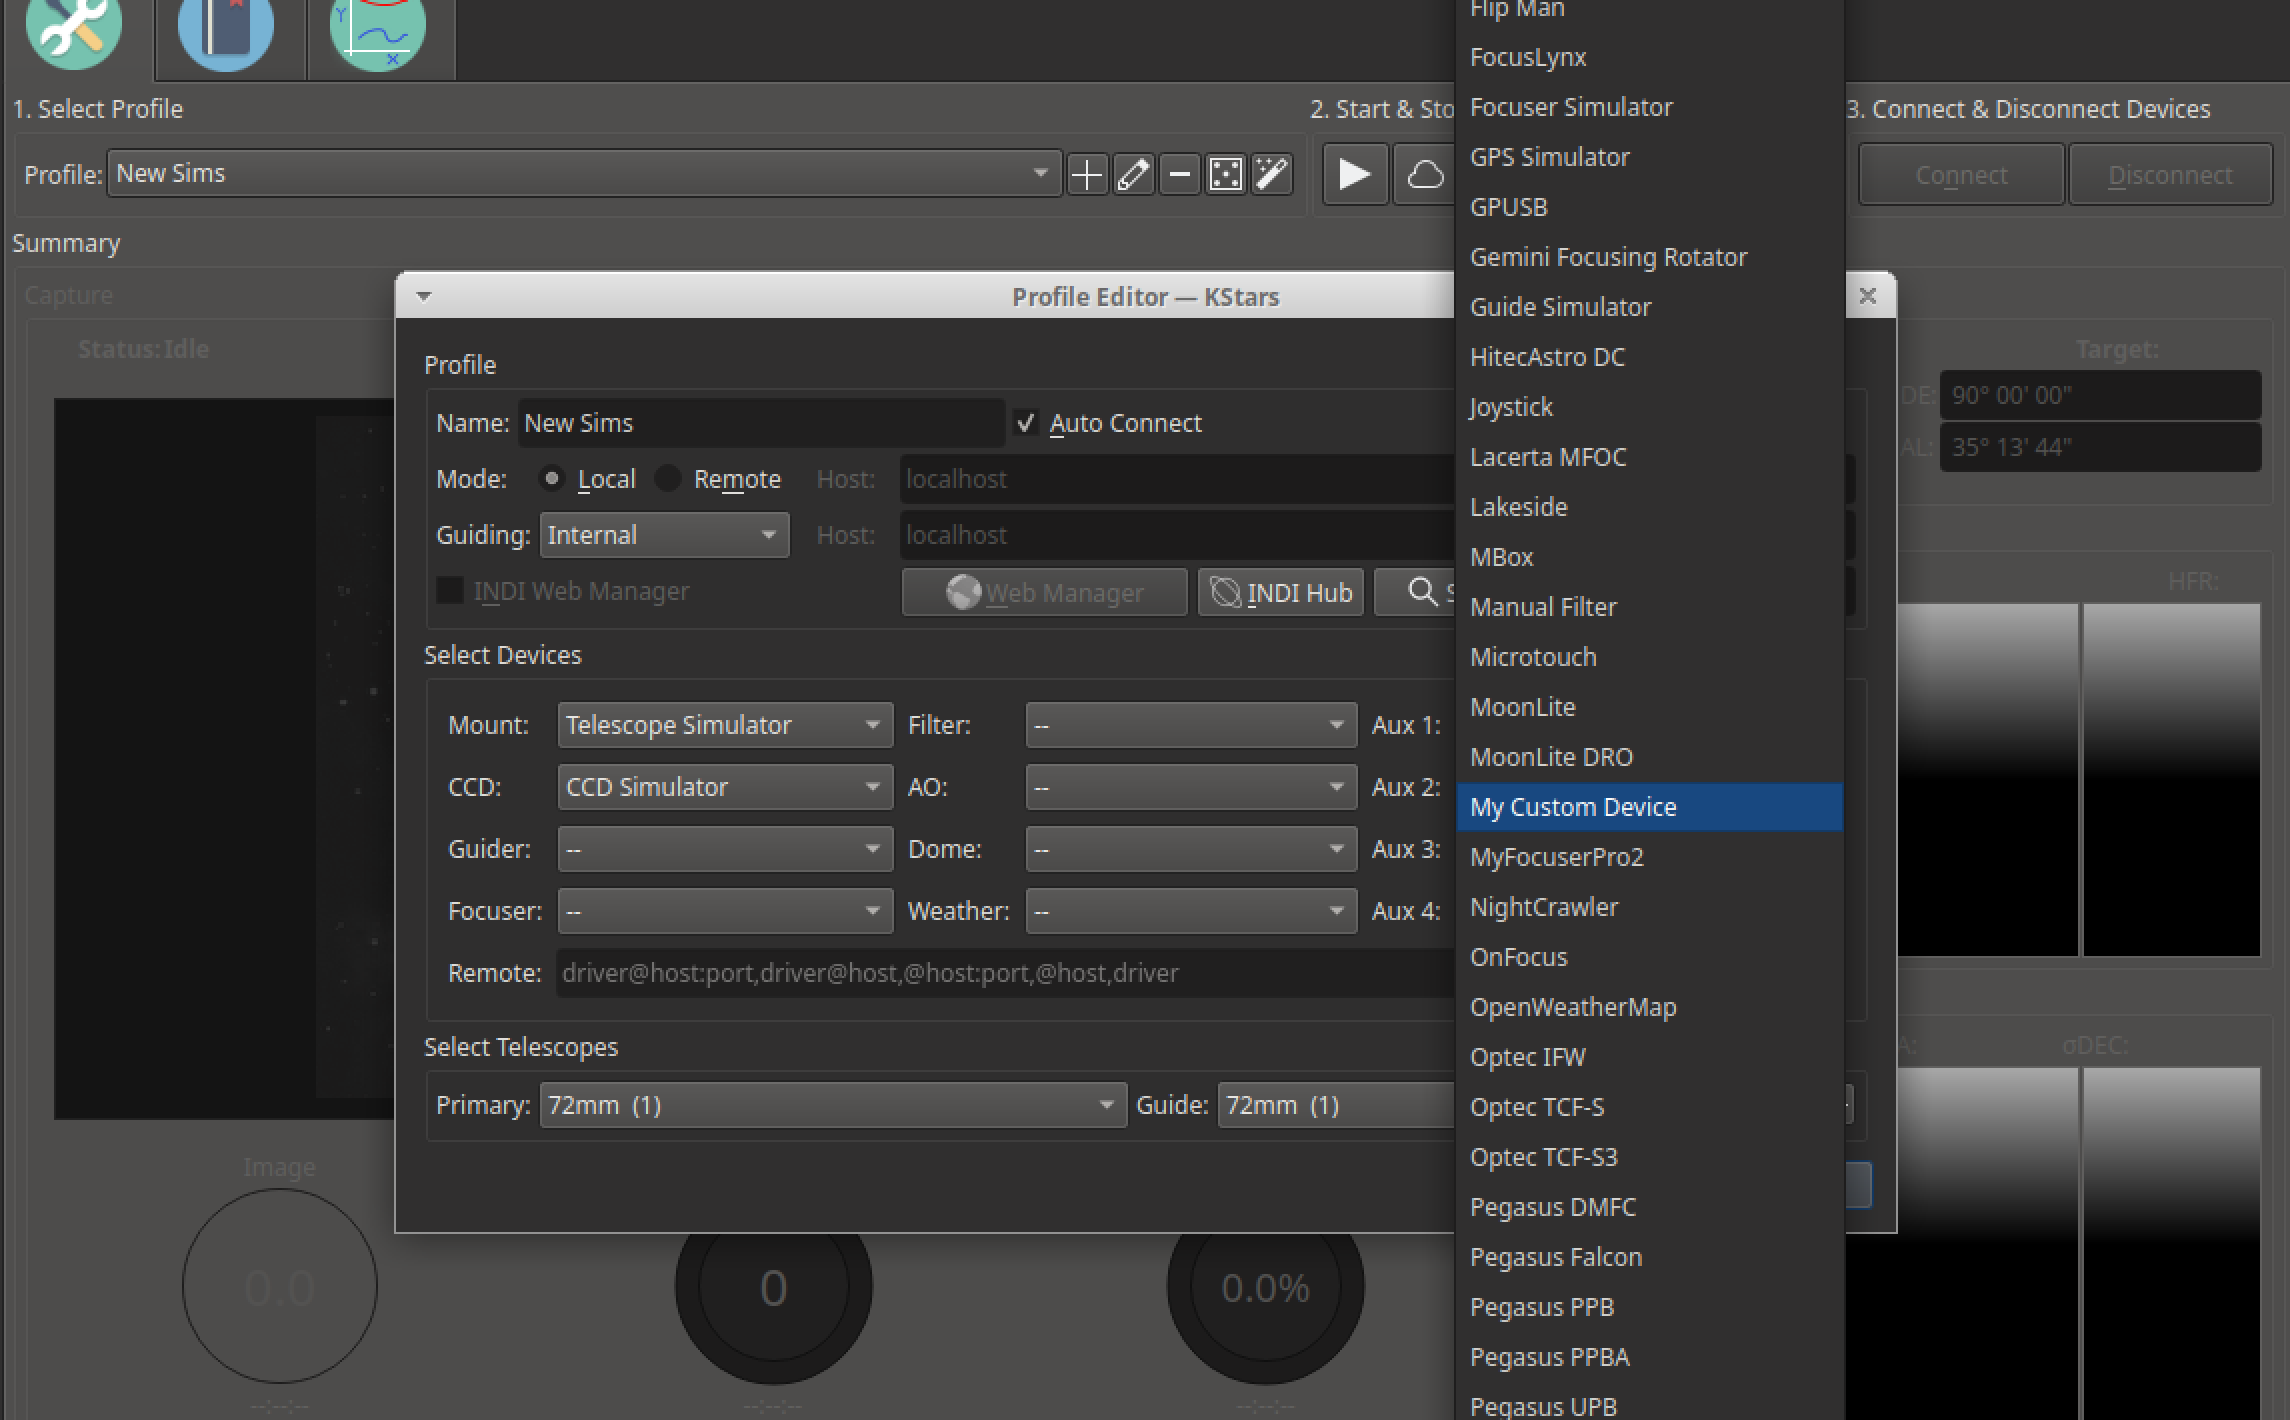 Y
X
1. Select Profile
2. Start & Sto
3. Connect & Disconnect Devices
Profile:
New Sims
Connect
Disconnect
Summary
Capture
Status: Idle
Target:
DE:
90° 00' 00"
AL:
35° 13' 44"
HFR:
A:
σDEC:
Image
0.0
0
0.0%
--:--:--
--:--:--
--:--:--
Profile Editor — KStars
Profile
Name:
New Sims
Auto Connect
Mode:
Local
Remote
Host:
localhost
Guiding:
Internal
Host:
localhost
INDI Web Manager
Web Manager
INDI Hub
S
Select Devices
Mount:
Telescope Simulator
Filter:
--
Aux 1:
CCD:
CCD Simulator
AO:
--
Aux 2:
Guider:
--
Dome:
--
Aux 3:
Focuser:
--
Weather:
--
Aux 4:
Remote:
driver@host:port,driver@host,@host:port,@host,driver
Select Telescopes
Primary:
72mm (1)
Guide:
72mm (1)
Flip Man
FocusLynx
Focuser Simulator
GPS Simulator
GPUSB
Gemini Focusing Rotator
Guide Simulator
HitecAstro DC
Joystick
Lacerta MFOC
Lakeside
MBox
Manual Filter
Microtouch
MoonLite
MoonLite DRO
My Custom Device
MyFocuserPro2
NightCrawler
OnFocus
OpenWeatherMap
Optec IFW
Optec TCF-S
Optec TCF-S3
Pegasus DMFC
Pegasus Falcon
Pegasus PPB
Pegasus PPBA
Pegasus UPB